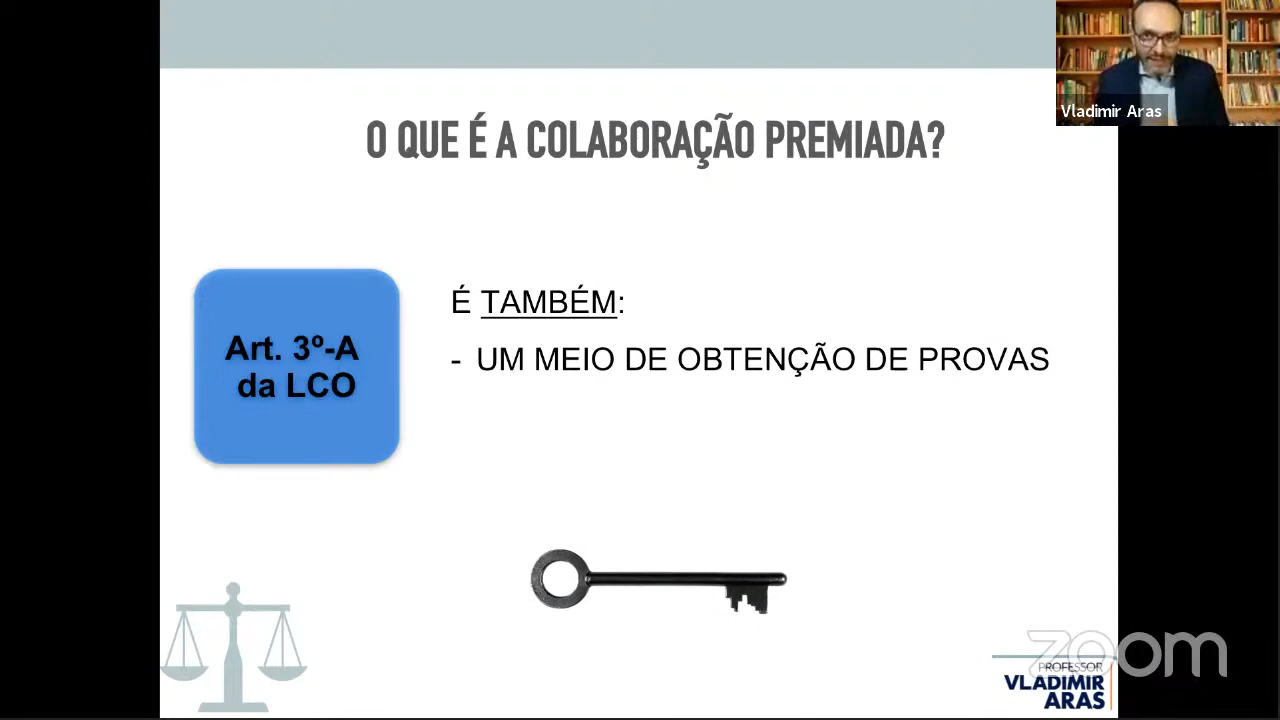 Vladimir Aras
O QUE É A COLABORAÇÃO PREMIADA?
Art. 3º-A
da LCO
É TAMBÉM:
- UM MEIO DE OBTENÇÃO DE PROVAS
zoom
PROFESSOR
VLADIMIR
ARAS